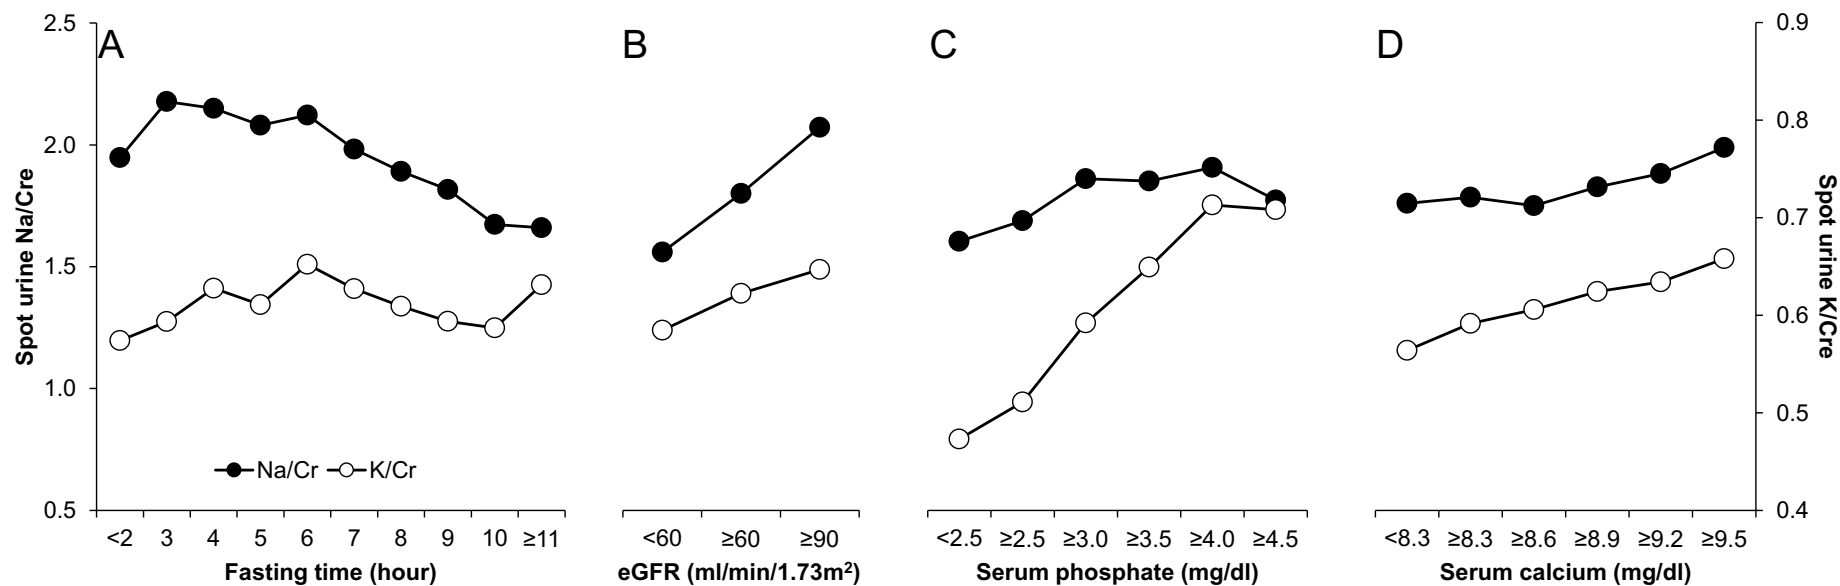 A
B
C
D
Spot urine Na/Cre
2.5
2.0
1.5
1.0
0.5
Na/Cr
K/Cr
<2 3 4 5 6 7 8 9 10 ≥11
Fasting time (hour)
<60 ≥60 ≥90
eGFR (ml/min/1.73m²)
<2.5 ≥2.5 ≥3.0 ≥3.5 ≥4.0 ≥4.5
Serum phosphate (mg/dl)
<8.3 ≥8.3 ≥8.6 ≥8.9 ≥9.2 ≥9.5
Serum calcium (mg/dl)
0.9
0.8
0.7
0.6
0.5
0.4
Spot urine K/Cre